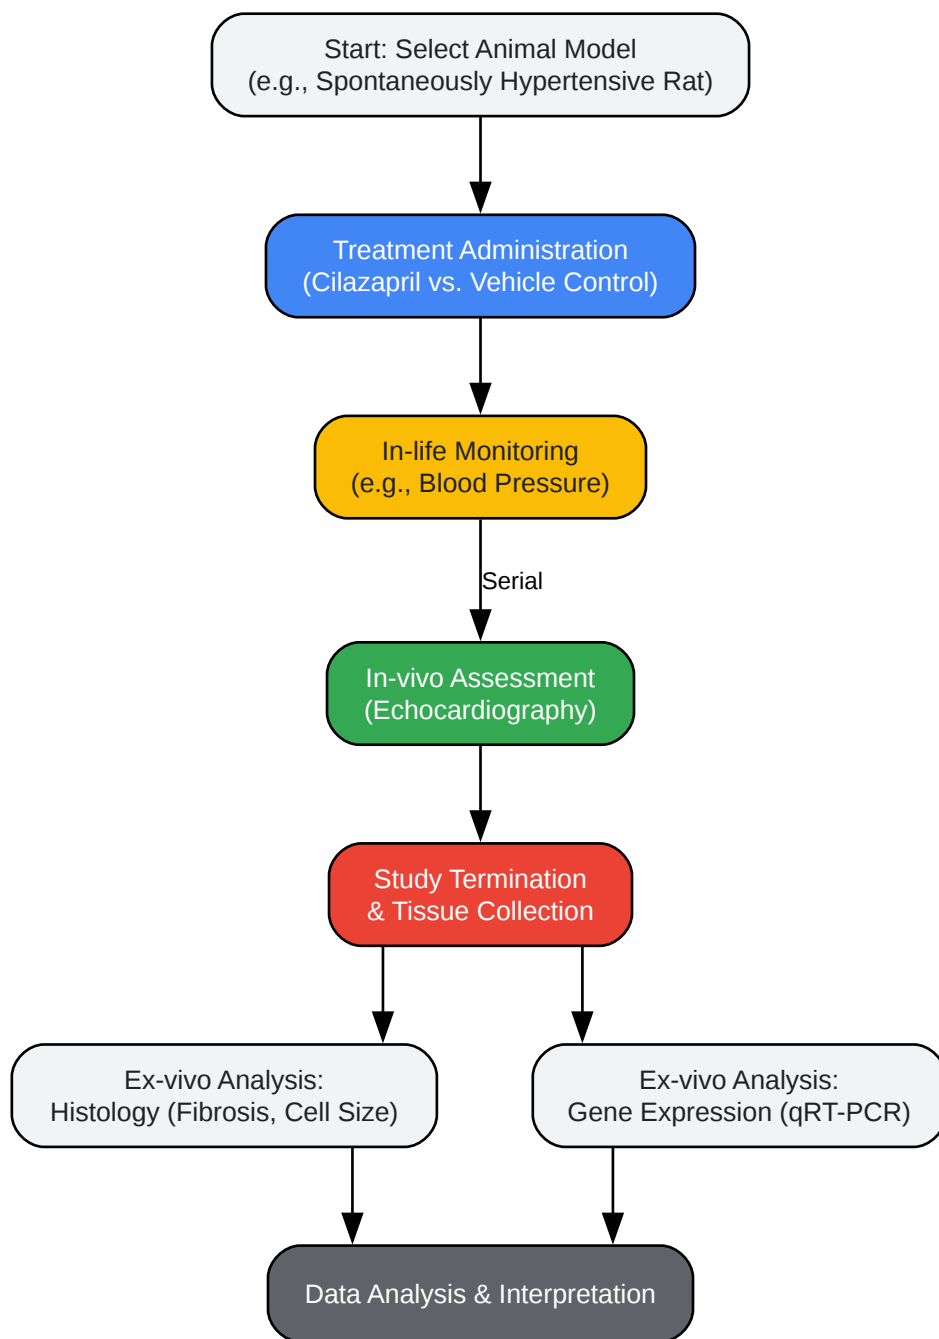 Start: Select Animal Model
(e.g., Spontaneously Hypertensive Rat)
Treatment Administration
(Cilazapril vs. Vehicle Control)
In-life Monitoring
(e.g., Blood Pressure)
Serial
In-vivo Assessment
(Echocardiography)
Study Termination
& Tissue Collection
Ex-vivo Analysis:
Histology (Fibrosis, Cell Size)
Ex-vivo Analysis:
Gene Expression (qRT-PCR)
Data Analysis & Interpretation